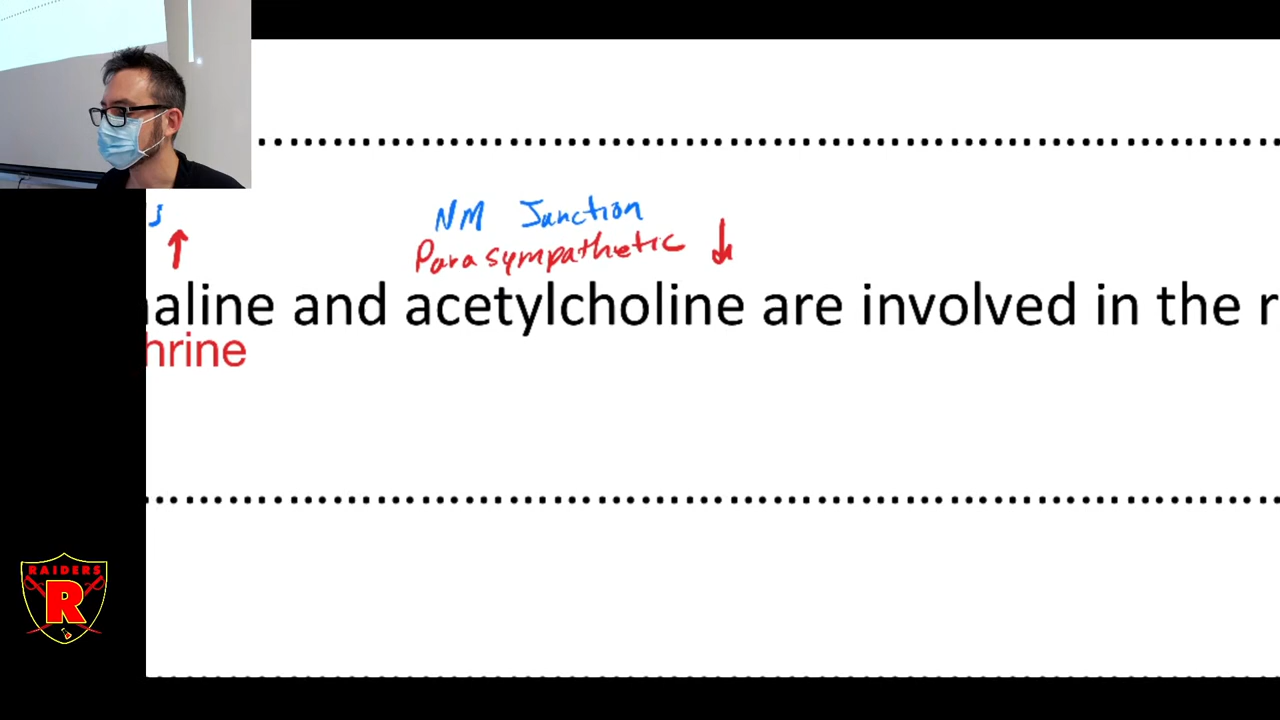 NM Junction
↑
Parasympathetic ↓
aline and acetylcholine are involved in the r
hrine
RAIDERS
R